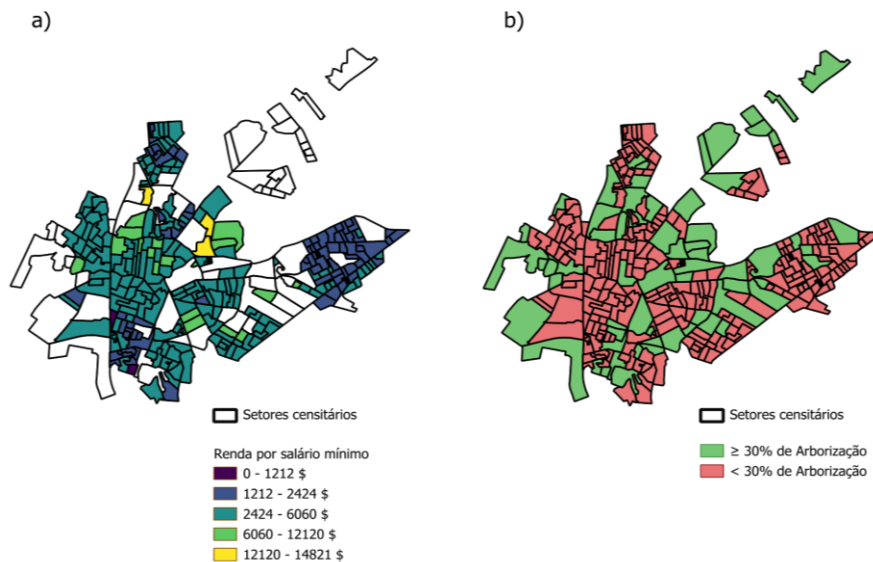 a)
b)
Setores censitários
Renda por salário mínimo
0 - 1212 $
1212 - 2424 $
2424 - 6060 $
6060 - 12120 $
12120 - 14821 $
Setores censitários
≥ 30% de Arborização
< 30% de Arborização